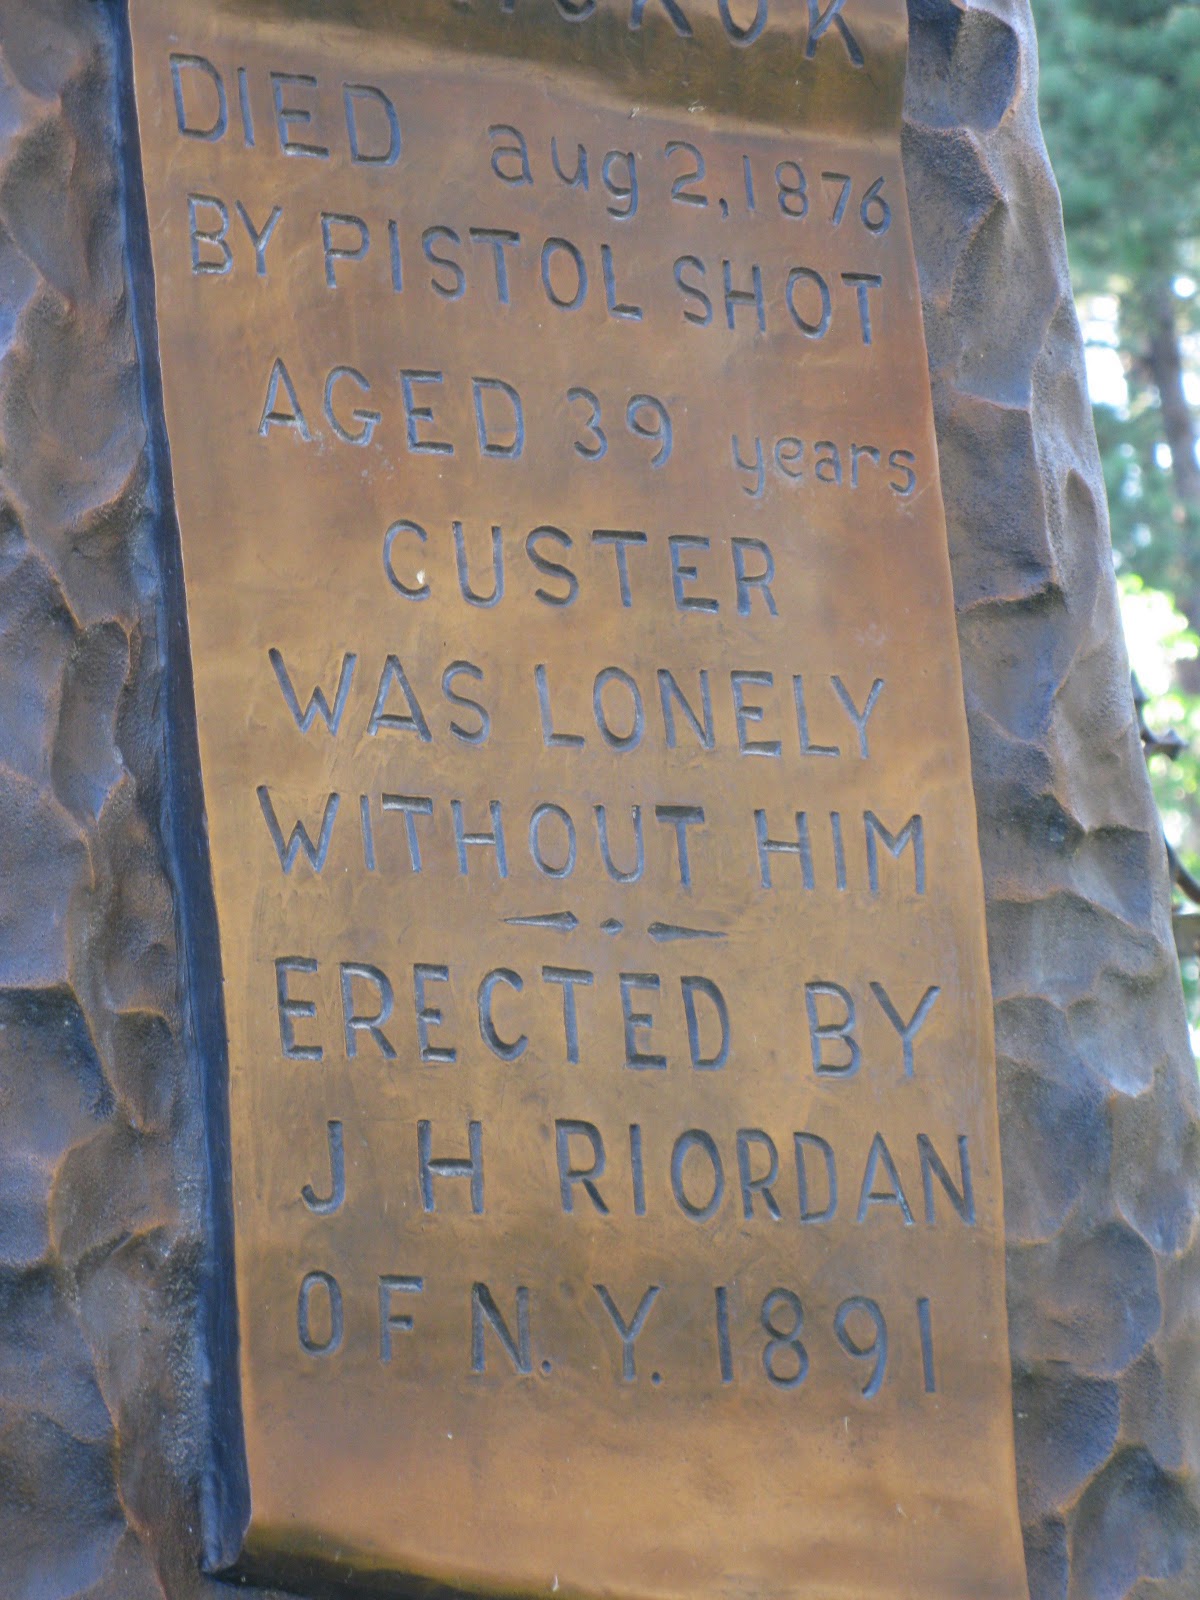 DIED aug 2, 1876
BY PISTOL SHOT
AGED 39 years
CUSTER
WAS LONELY
WITHOUT HIM
ERECTED BY
J H RIORDAN
OF N. Y. 1891